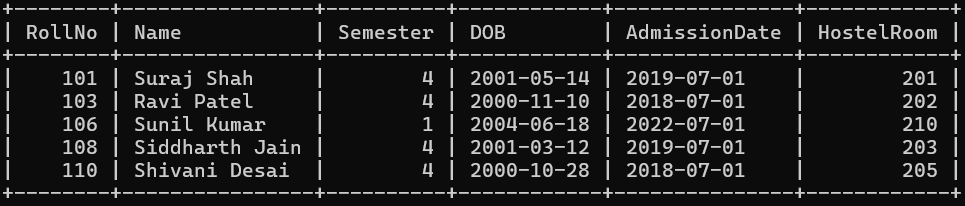 +--------+----------------+----------+------------+---------------+------------+
| RollNo | Name           | Semester | DOB        | AdmissionDate | HostelRoom |
+--------+----------------+----------+------------+---------------+------------+
|    101 | Suraj Shah     |        4 | 2001-05-14 | 2019-07-01    |        201 |
|    103 | Ravi Patel     |        4 | 2000-11-10 | 2018-07-01    |        202 |
|    106 | Sunil Kumar    |        1 | 2004-06-18 | 2022-07-01    |        210 |
|    108 | Siddharth Jain |        4 | 2001-03-12 | 2019-07-01    |        203 |
|    110 | Shivani Desai  |        4 | 2000-10-28 | 2018-07-01    |        205 |
+--------+----------------+----------+------------+---------------+------------+